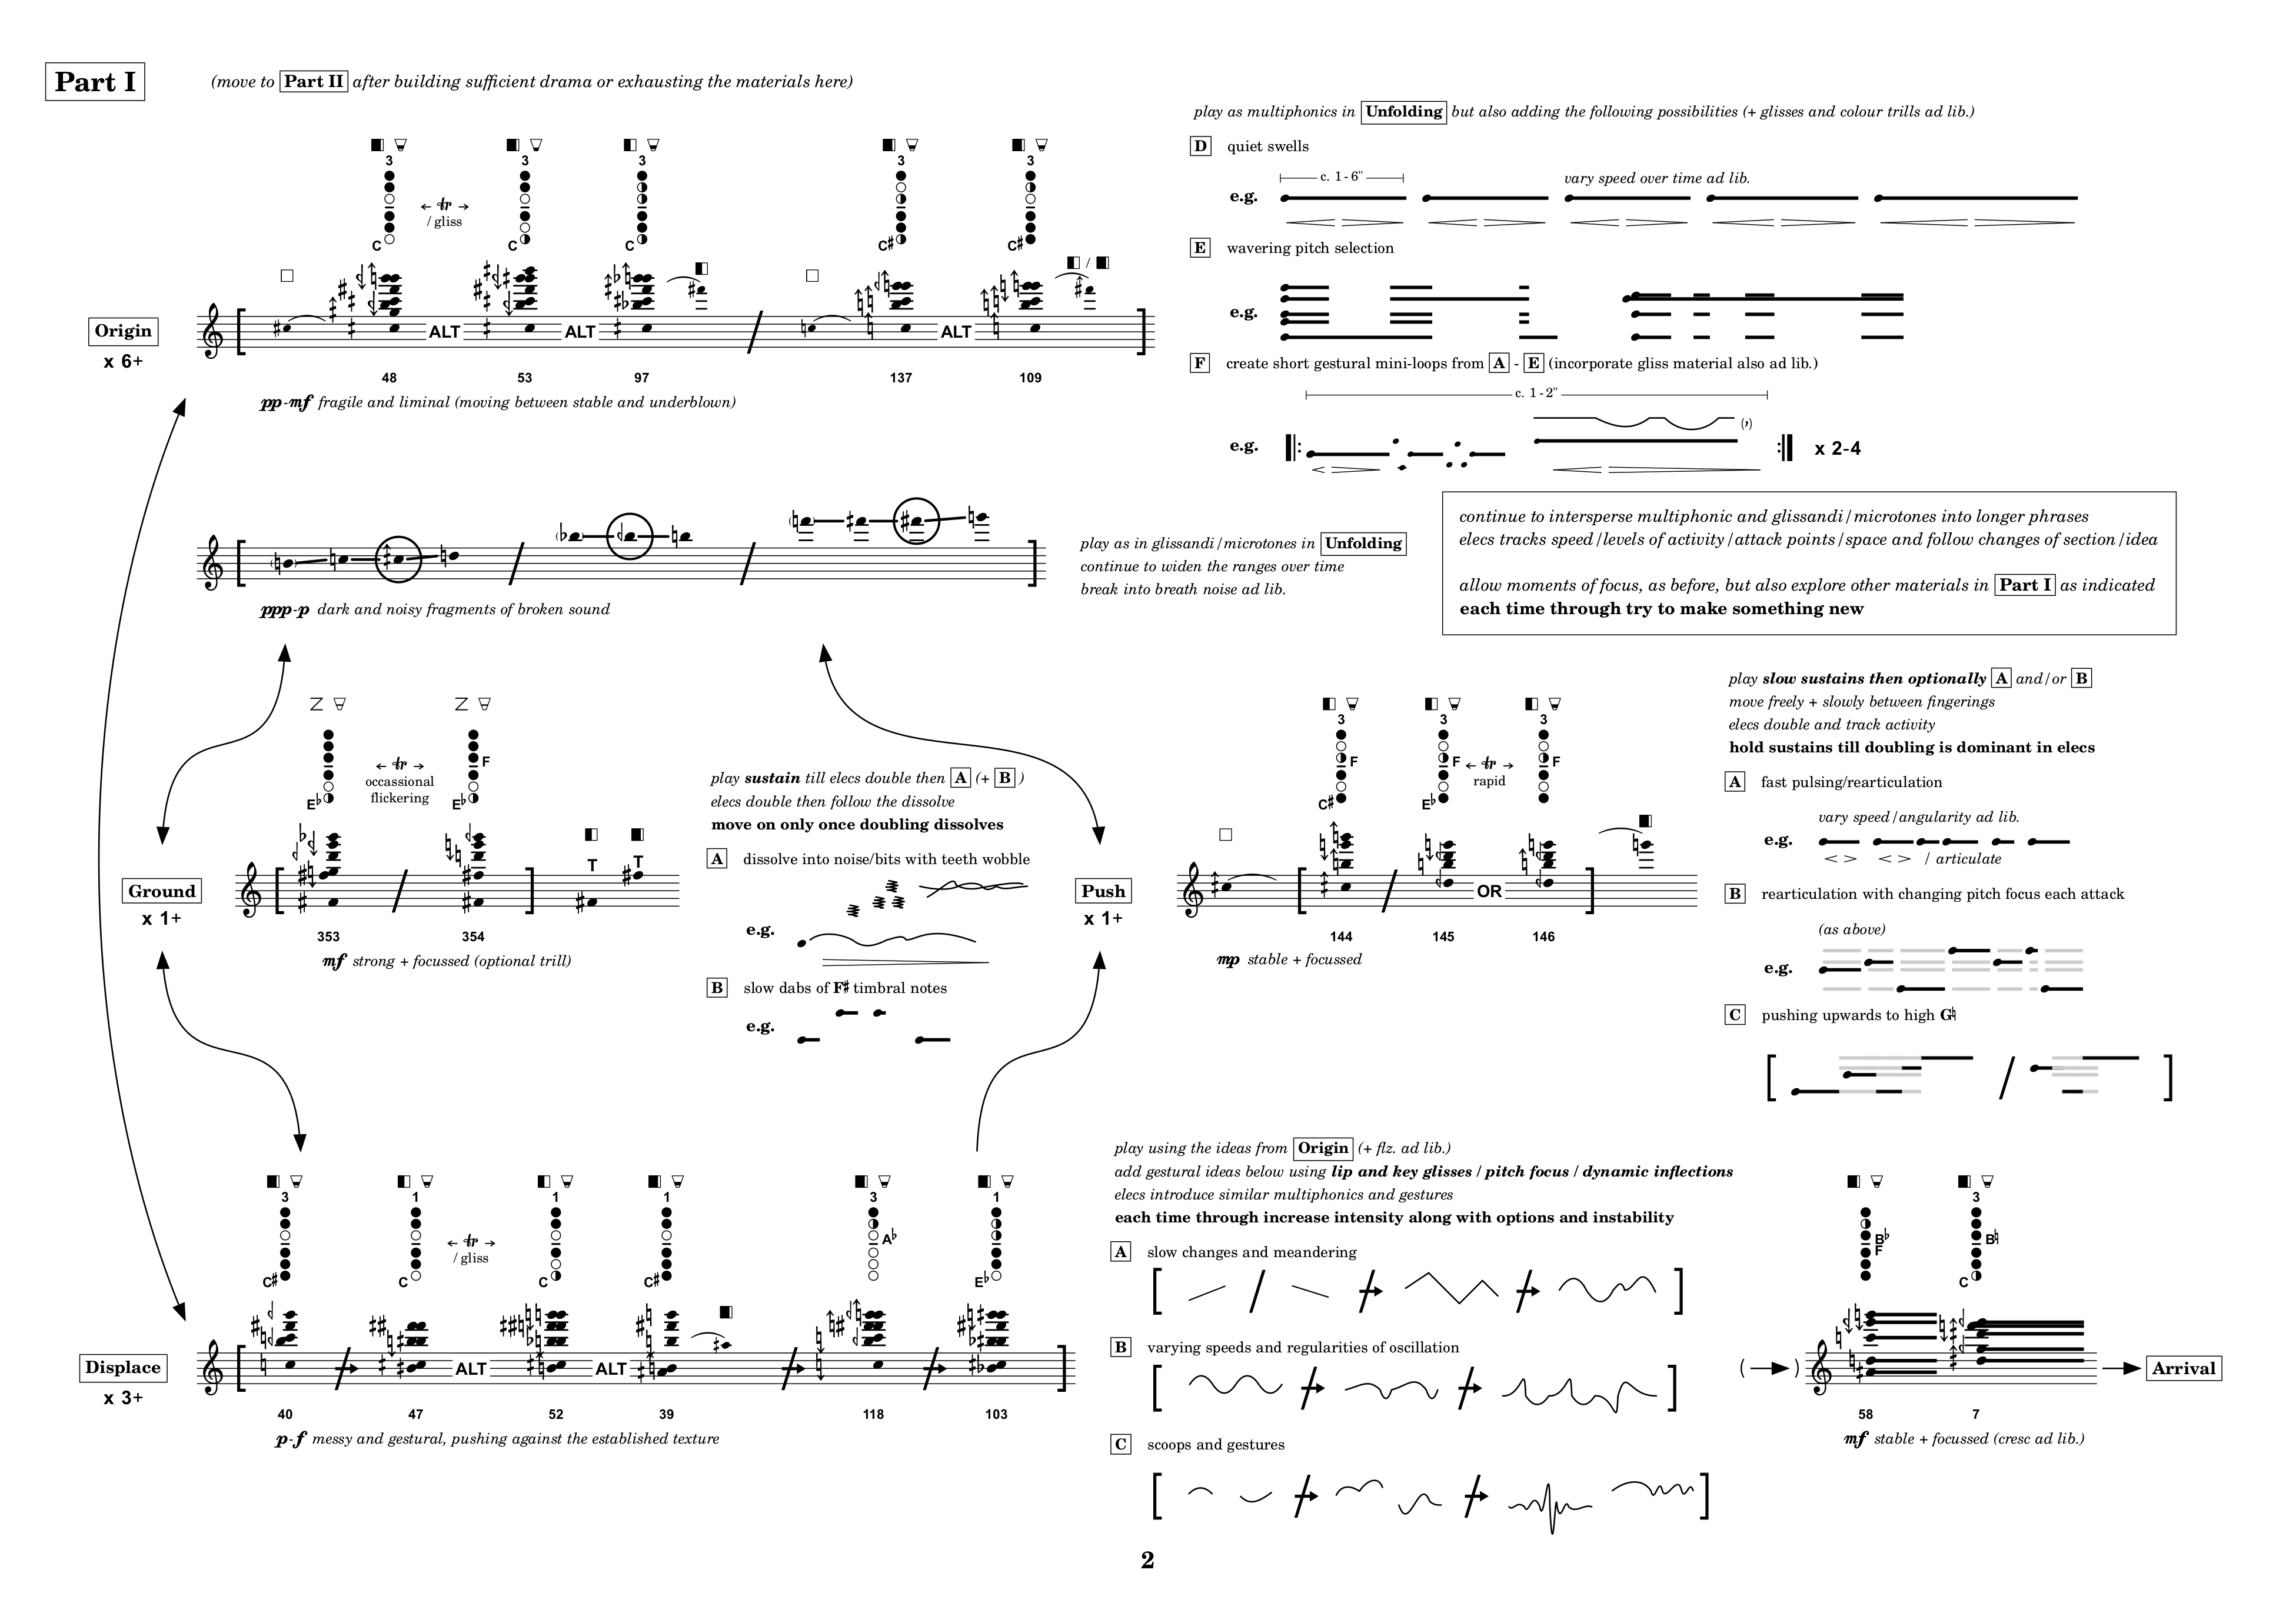 Part I
(move to Part II after building sufficient drama or exhausting the materials here)
3 3 3 3 3
← tr →
/ gliss
C C C C♯ C♯
/
Origin
x 6+
ALT ALT ALT
48 53 97 137 109
pp-mf fragile and liminal (moving between stable and underblown)
play as multiphonics in Unfolding but also adding the following possibilities (+ glisses and colour trills ad lib.)
D quiet swells
c. 1 - 6"
vary speed over time ad lib.
e.g.
E wavering pitch selection
e.g.
F create short gestural mini-loops from A - E (incorporate gliss material also ad lib.)
c. 1 - 2"
(,)
e.g.
x 2-4
ppp-p dark and noisy fragments of broken sound
play as in glissandi/microtones in Unfolding
continue to widen the ranges over time
break into breath noise ad lib.
continue to intersperse multiphonic and glissandi/microtones into longer phrases
elecs tracks speed/levels of activity/attack points/space and follow changes of section/idea
allow moments of focus, as before, but also explore other materials in Part I as indicated
each time through try to make something new
Z Z
F
← tr →
occassional
flickering
E♭ E♭
T T
Ground
x 1+
353 354
mf strong + focussed (optional trill)
play sustain till elecs double then A (+ B)
elecs double then follow the dissolve
move on only once doubling dissolves
A dissolve into noise/bits with teeth wobble
e.g.
B slow dabs of F♯ timbral notes
e.g.
3 3 3
F F F
← tr →
rapid
C♯ E♭
Push
x 1+
OR
144 145 146
mp stable + focussed
play slow sustains then optionally A and/or B
move freely + slowly between fingerings
elecs double and track activity
hold sustains till doubling is dominant in elecs
A fast pulsing/rearticulation
vary speed/angularity ad lib.
e.g.
< > < > / articulate
B rearticulation with changing pitch focus each attack
(as above)
e.g.
C pushing upwards to high G♮
3 1 1 1 3 1
A♭
← tr →
/ gliss
C♯ C C C♯ E♭
Displace
x 3+
ALT ALT
40 47 52 39 118 103
p-f messy and gestural, pushing against the established texture
play using the ideas from Origin (+ flz. ad lib.)
add gestural ideas below using lip and key glisses / pitch focus / dynamic inflections
elecs introduce similar multiphonics and gestures
each time through increase intensity along with options and instability
A slow changes and meandering
B varying speeds and regularities of oscillation
C scoops and gestures
3
B♭ B♮
F
C
Arrival
58 7
mf stable + focussed (cresc ad lib.)
2